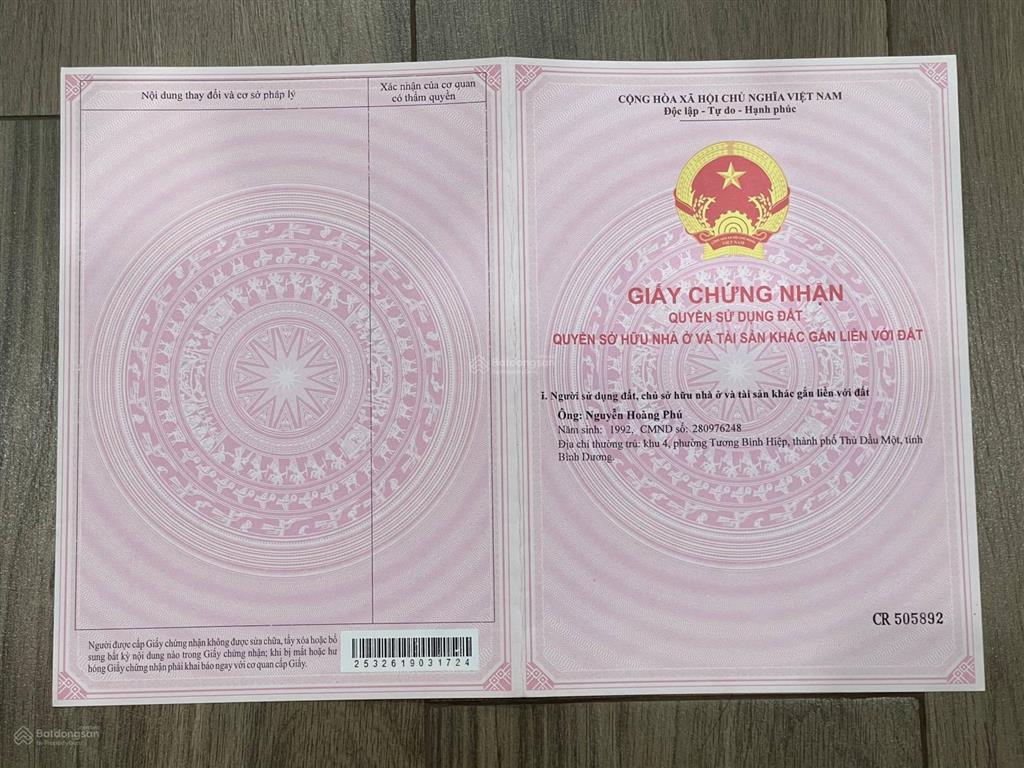 Nội dung thay đổi và cơ sở pháp lý
Xác nhận của cơ quan
có thẩm quyền
Người được cấp Giấy chứng nhận không được sửa chữa, tẩy xóa hoặc bổ
sung bất kỳ nội dung nào trong Giấy chứng nhận; khi bị mất hoặc hư
hỏng Giấy chứng nhận phải khai báo ngay với cơ quan cấp Giấy.
2532619031724
CỘNG HÒA XÃ HỘI CHỦ NGHĨA VIỆT NAM
Độc lập - Tự do - Hạnh phúc
VIỆT NAM
GIẤY CHỨNG NHẬN
QUYỀN SỬ DỤNG ĐẤT
QUYỀN SỞ HỮU NHÀ Ở VÀ TÀI SẢN KHÁC GẮN LIỀN VỚI ĐẤT
I. Người sử dụng đất, chủ sở hữu nhà ở và tài sản khác gắn liền với đất
Ông: Nguyễn Hoàng Phú
Năm sinh: 1992, CMND số: 280976248
Địa chỉ thường trú: khu 4, phường Tương Bình Hiệp, thành phố Thủ Dầu Một, tỉnh
Bình Dương.
CR 505892
Batdongsan
by PropertyGuru
Batdongsan